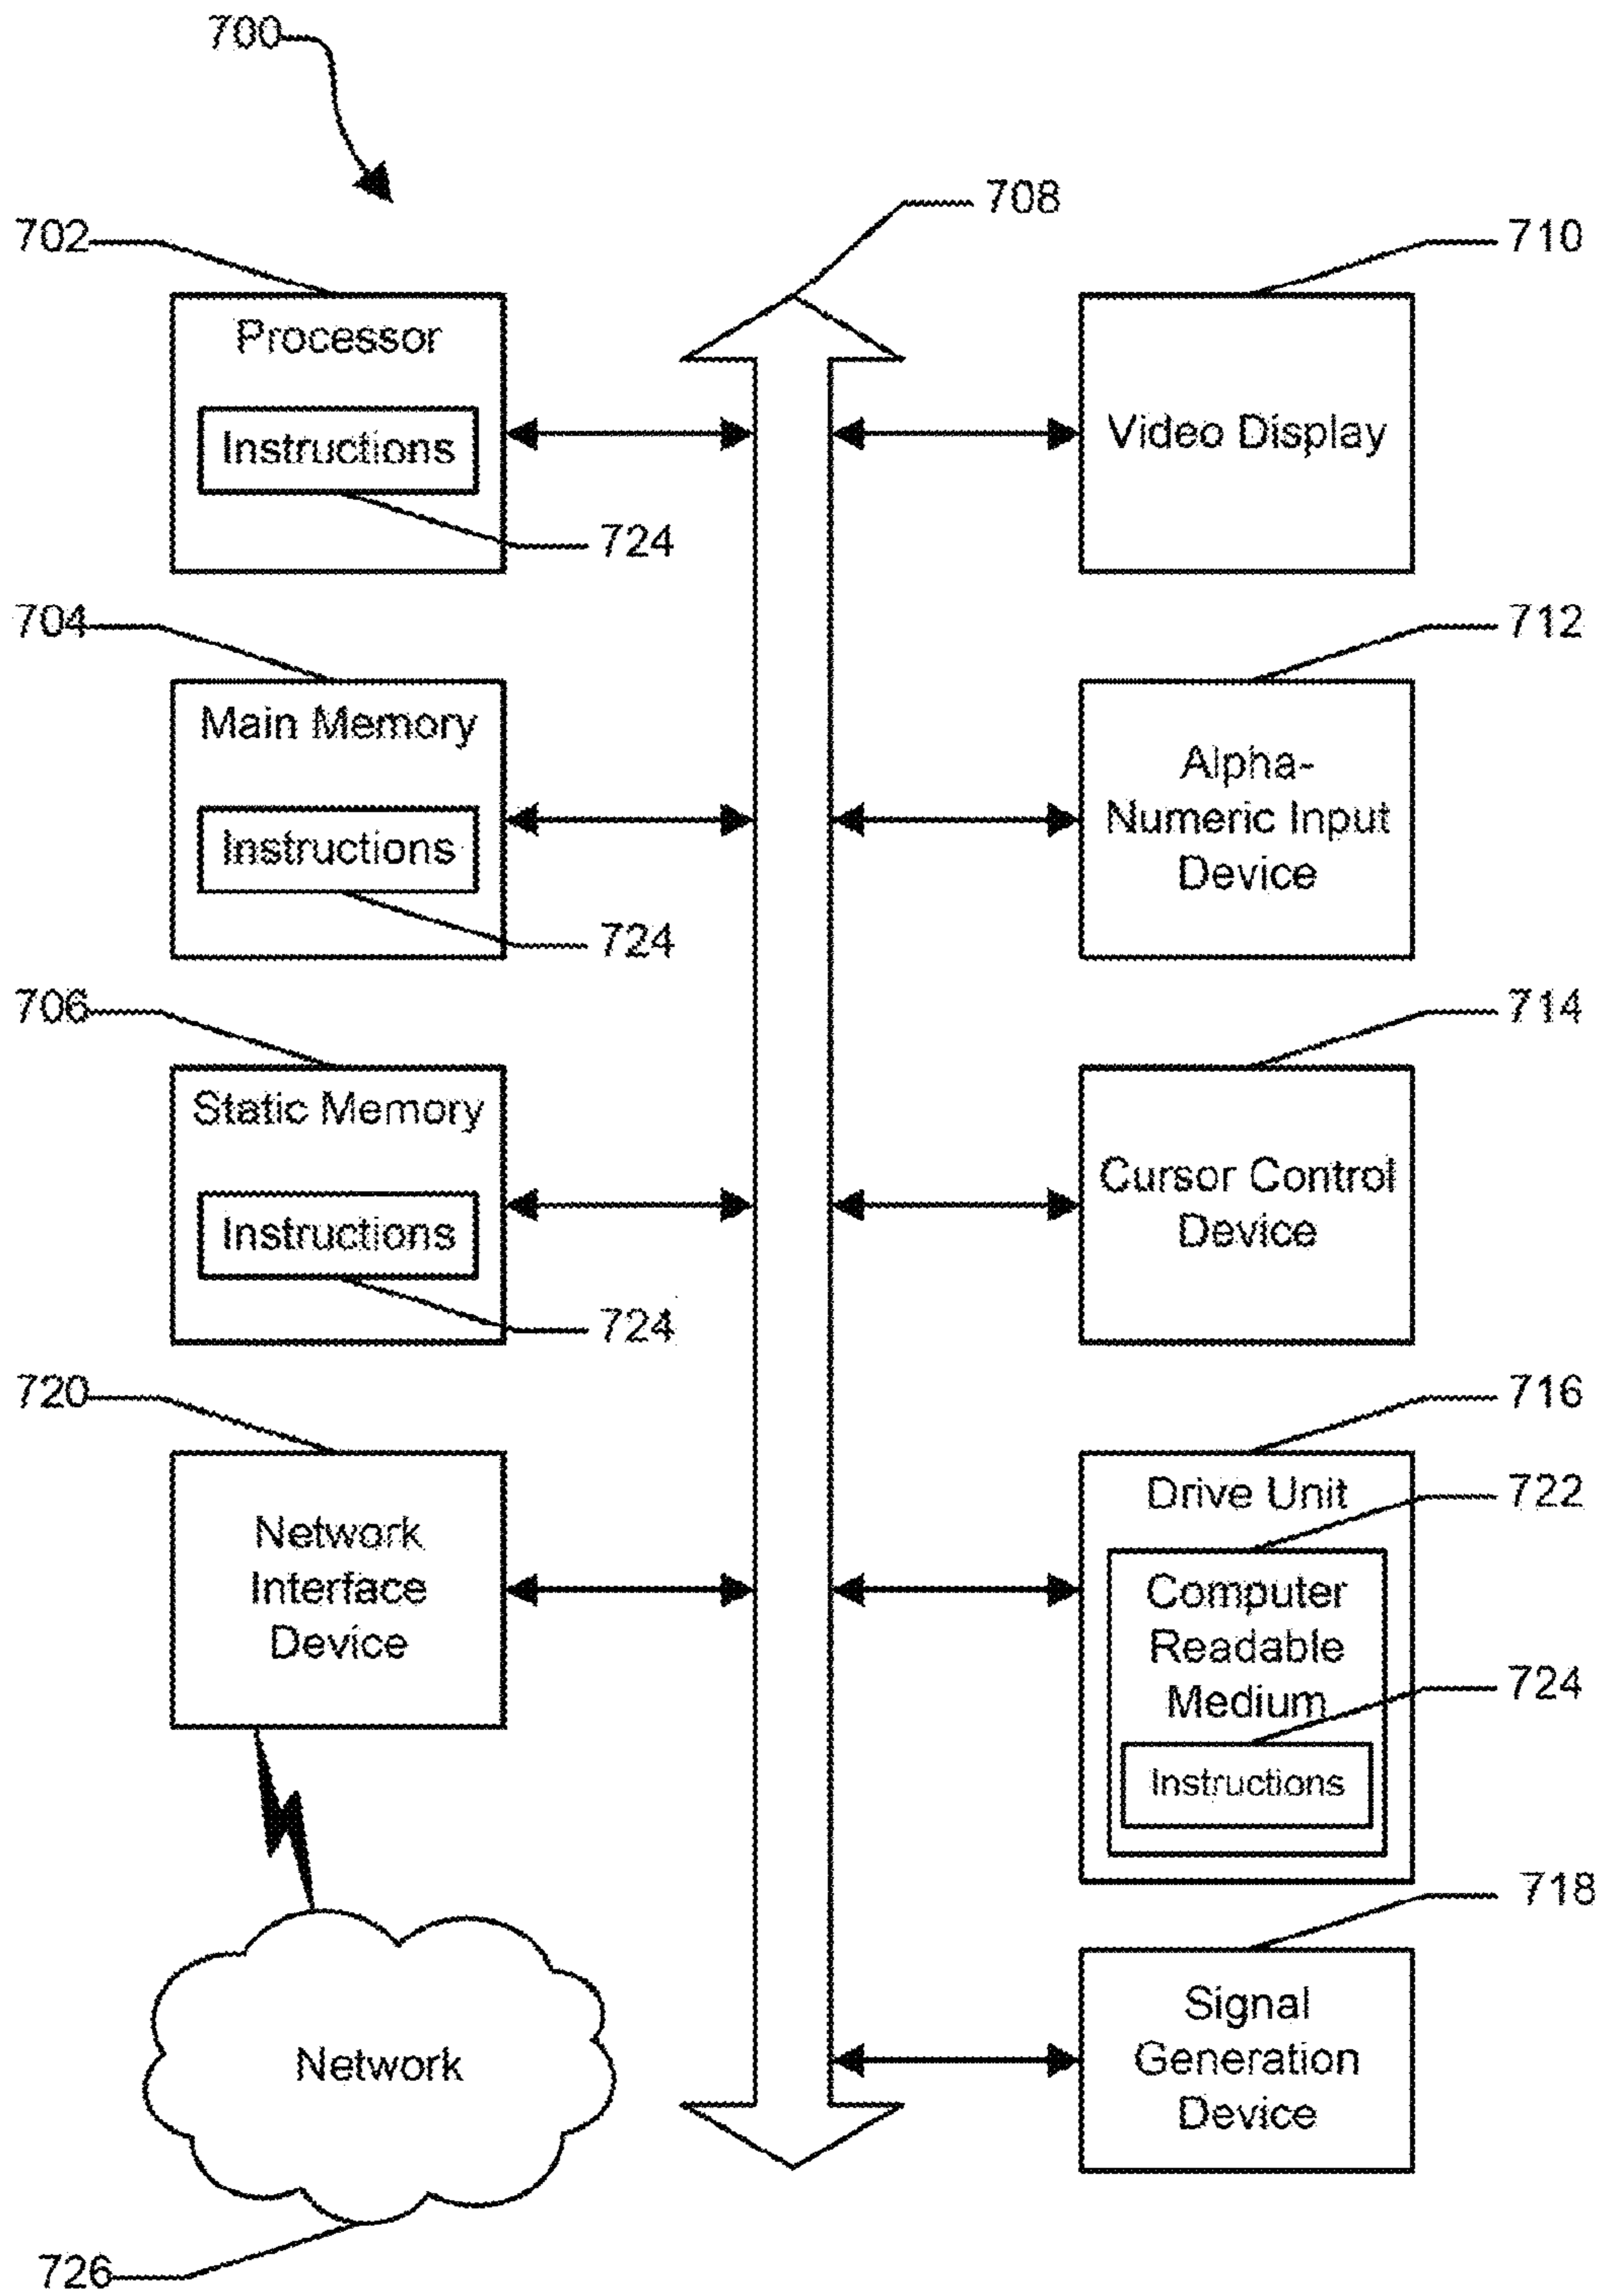 700
708
702
710
Processor
Instructions
724
Video Display
704
712
Main Memory
Instructions
724
Alpha-
Numeric Input
Device
706
714
Static Memory
Instructions
724
Cursor Control
Device
720
716
Network
Interface
Device
Drive Unit
722
Computer
Readable
Medium
724
Instructions
718
Network
Signal
Generation
Device
726